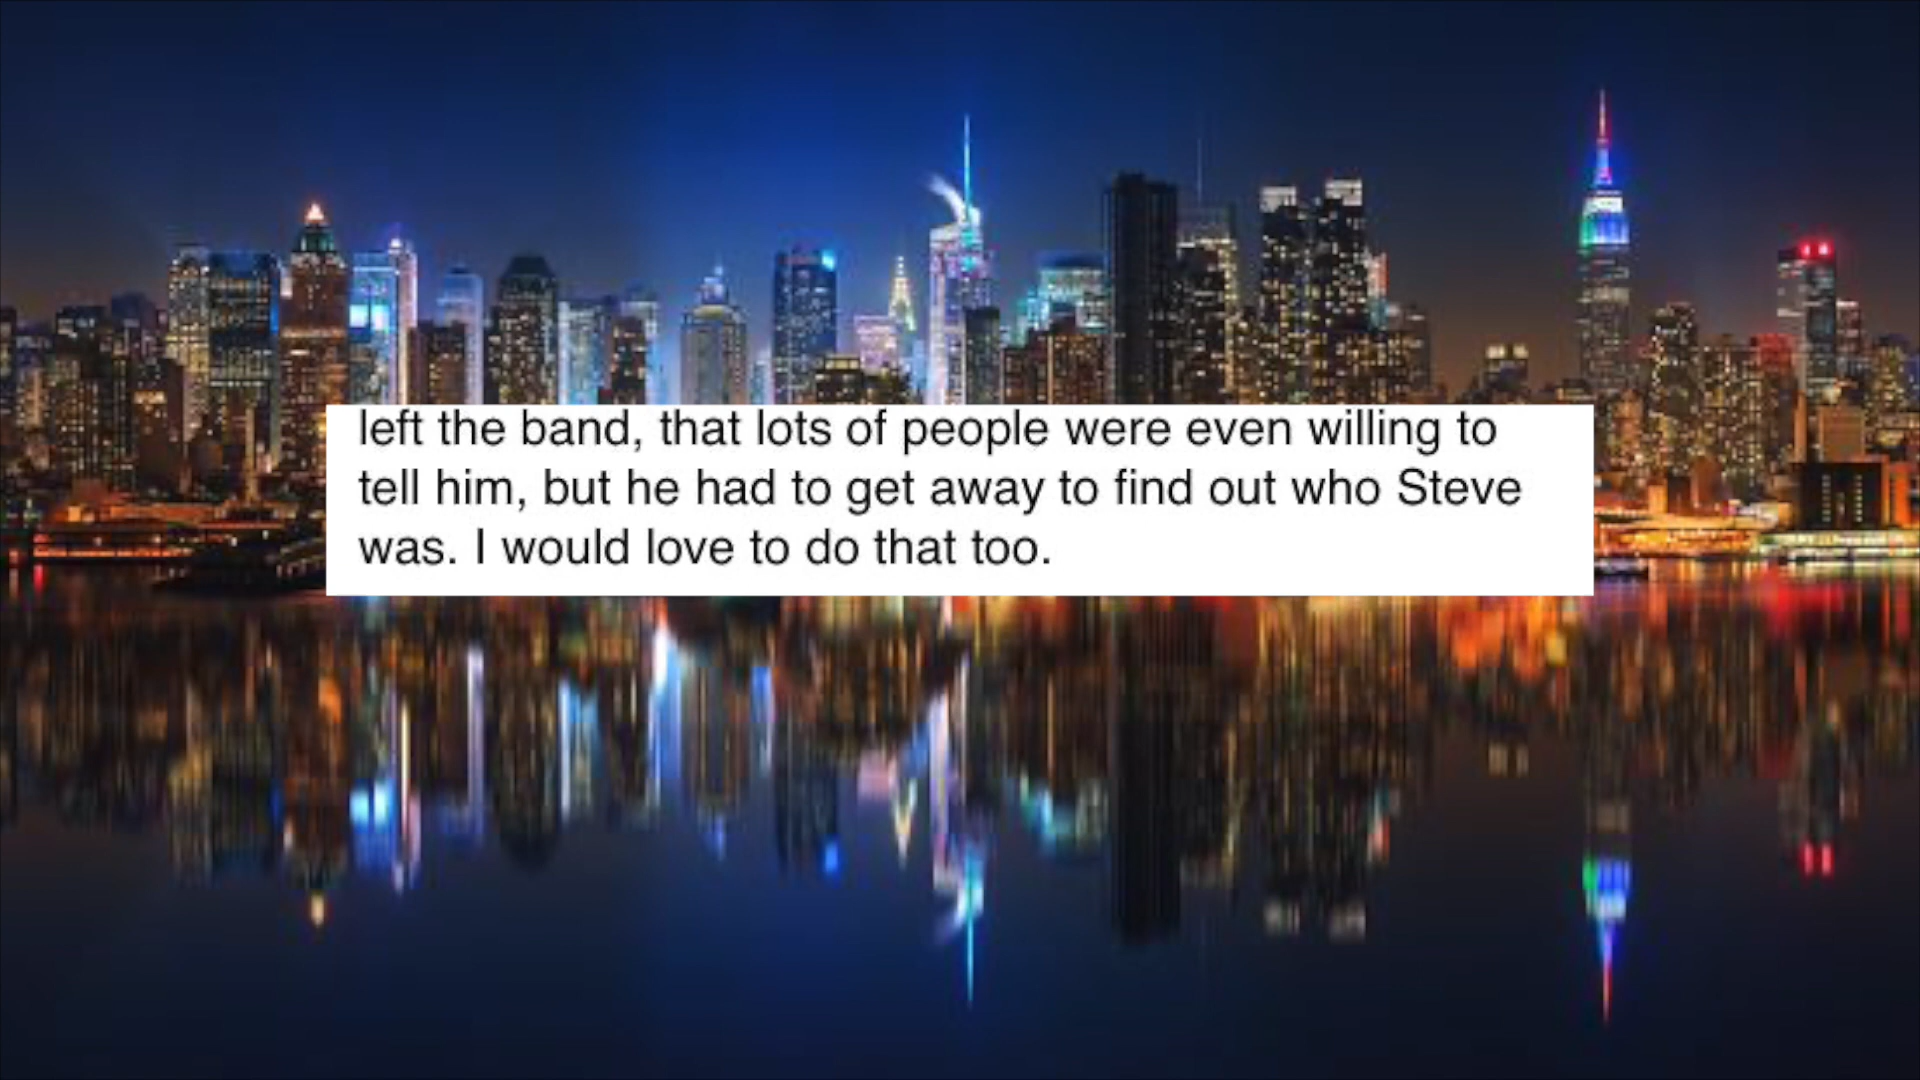 left the band, that lots of people were even willing to
tell him, but he had to get away to find out who Steve
was. I would love to do that too.